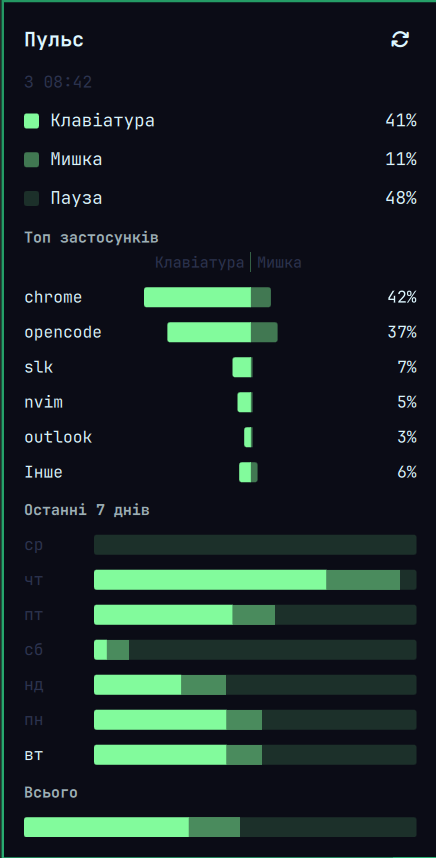 Пульс
З 08:42
Клавіатура 41%
Мишка 11%
Пауза 48%
Топ застосунків
Клавіатура Мишка
chrome 42%
opencode 37%
slk 7%
nvim 5%
outlook 3%
Інше 6%
Останні 7 днів
ср
чт
пт
сб
нд
пн
вт
Всього